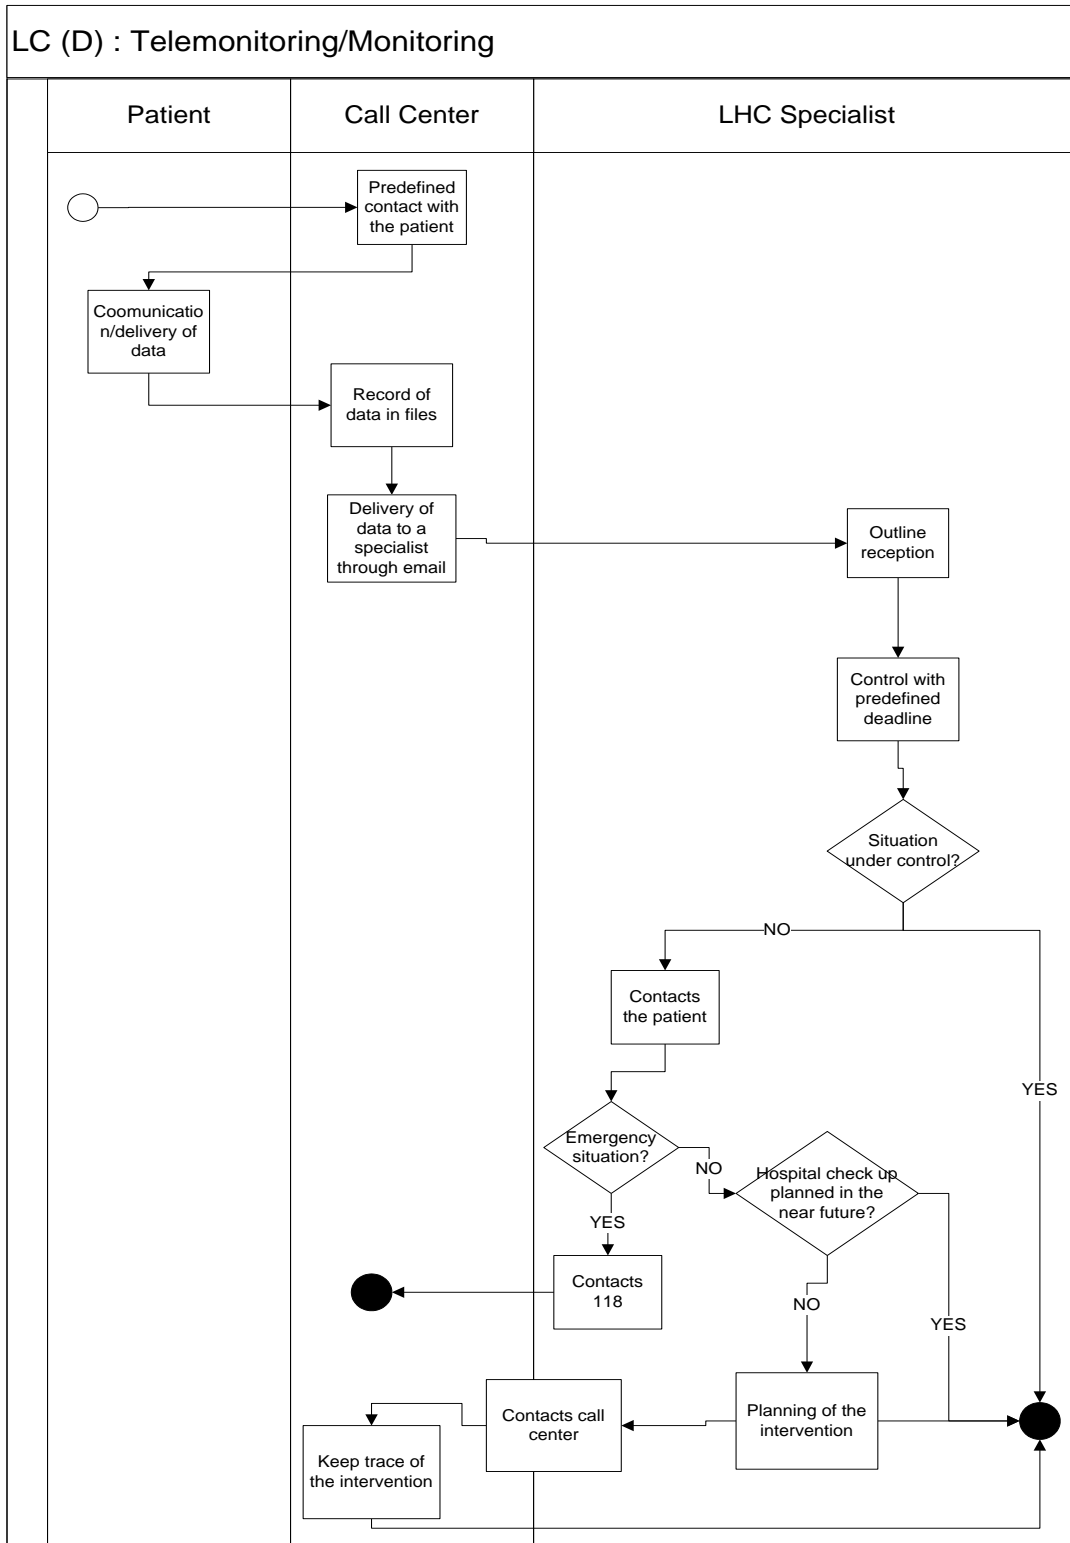 LC (D) : Telemonitoring/Monitoring
Patient
Call Center
LHC Specialist
Predefined
contact with
the patient
Coomunicatio
n/delivery of
data
Record of
data in files
Delivery of
data to a
specialist
through email
Outline
reception
Control with
predefined
deadline
Situation
under control?
NO
YES
Contacts
the patient
Emergency
situation?
NO
YES
Hospital check up
planned in the
near future?
NO
YES
Contacts
118
Planning of the
intervention
Contacts call
center
Keep trace of
the intervention